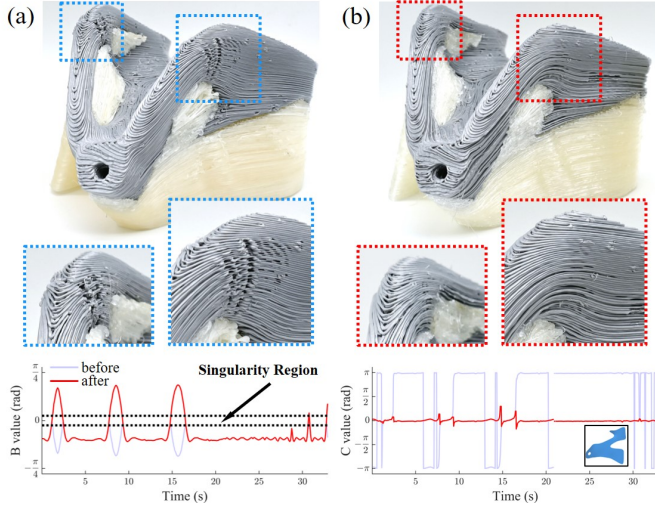 (a)
(b)
before
after
Singularity Region
B value (rad)
π
4
0
−π
4
5
10
15
20
25
30
Time (s)
C value (rad)
π
π
2
0
−π
2
−π
5
10
15
20
25
30
Time (s)